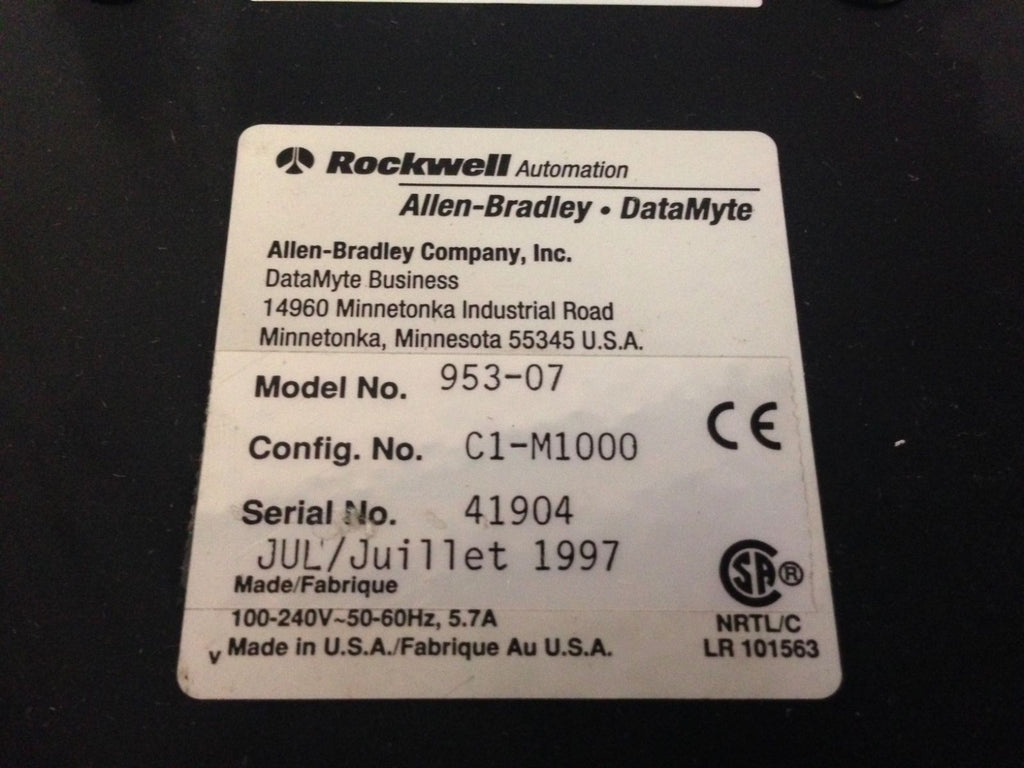 Rockwell Automation
Allen-Bradley • DataMyte
Allen-Bradley Company, Inc.
DataMyte Business
14960 Minnetonka Industrial Road
Minnetonka, Minnesota 55345 U.S.A.
Model No. 953-07
CE
Config. No. C1-M1000
Serial No. 41904
JUL/Juillet 1997
Made/Fabrique
SA®
100-240V~50-60Hz, 5.7A
NRTL/C
v Made in U.S.A./Fabrique Au U.S.A.
LR 101563